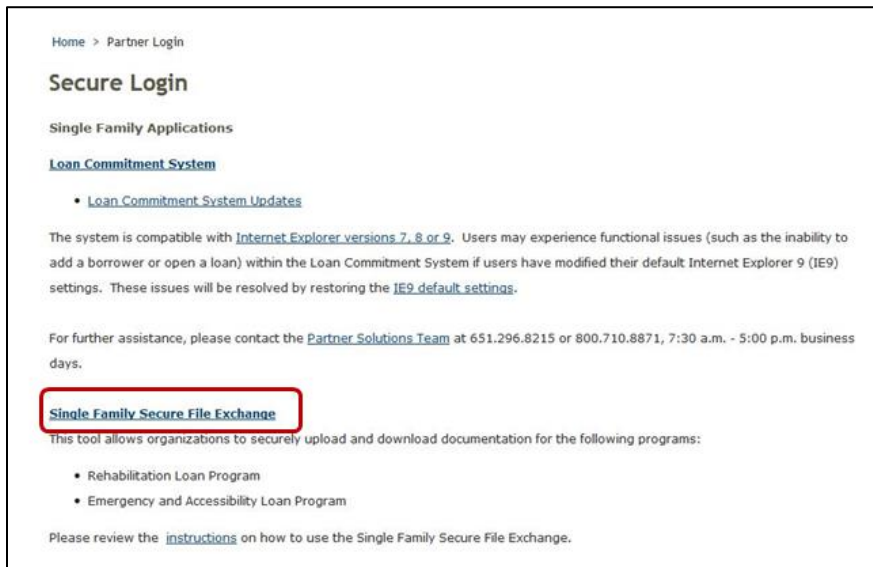 Home > Partner Login
Secure Login
Single Family Applications
Loan Commitment System
• Loan Commitment System Updates
The system is compatible with Internet Explorer versions 7, 8 or 9. Users may experience functional issues (such as the inability to
add a borrower or open a loan) within the Loan Commitment System if users have modified their default Internet Explorer 9 (IE9)
settings. These issues will be resolved by restoring the IE9 default settings.
For further assistance, please contact the Partner Solutions Team at 651.296.8215 or 800.710.8871, 7:30 a.m. - 5:00 p.m. business
days.
Single Family Secure File Exchange
This tool allows organizations to securely upload and download documentation for the following programs:
• Rehabilitation Loan Program
• Emergency and Accessibility Loan Program
Please review the instructions on how to use the Single Family Secure File Exchange.